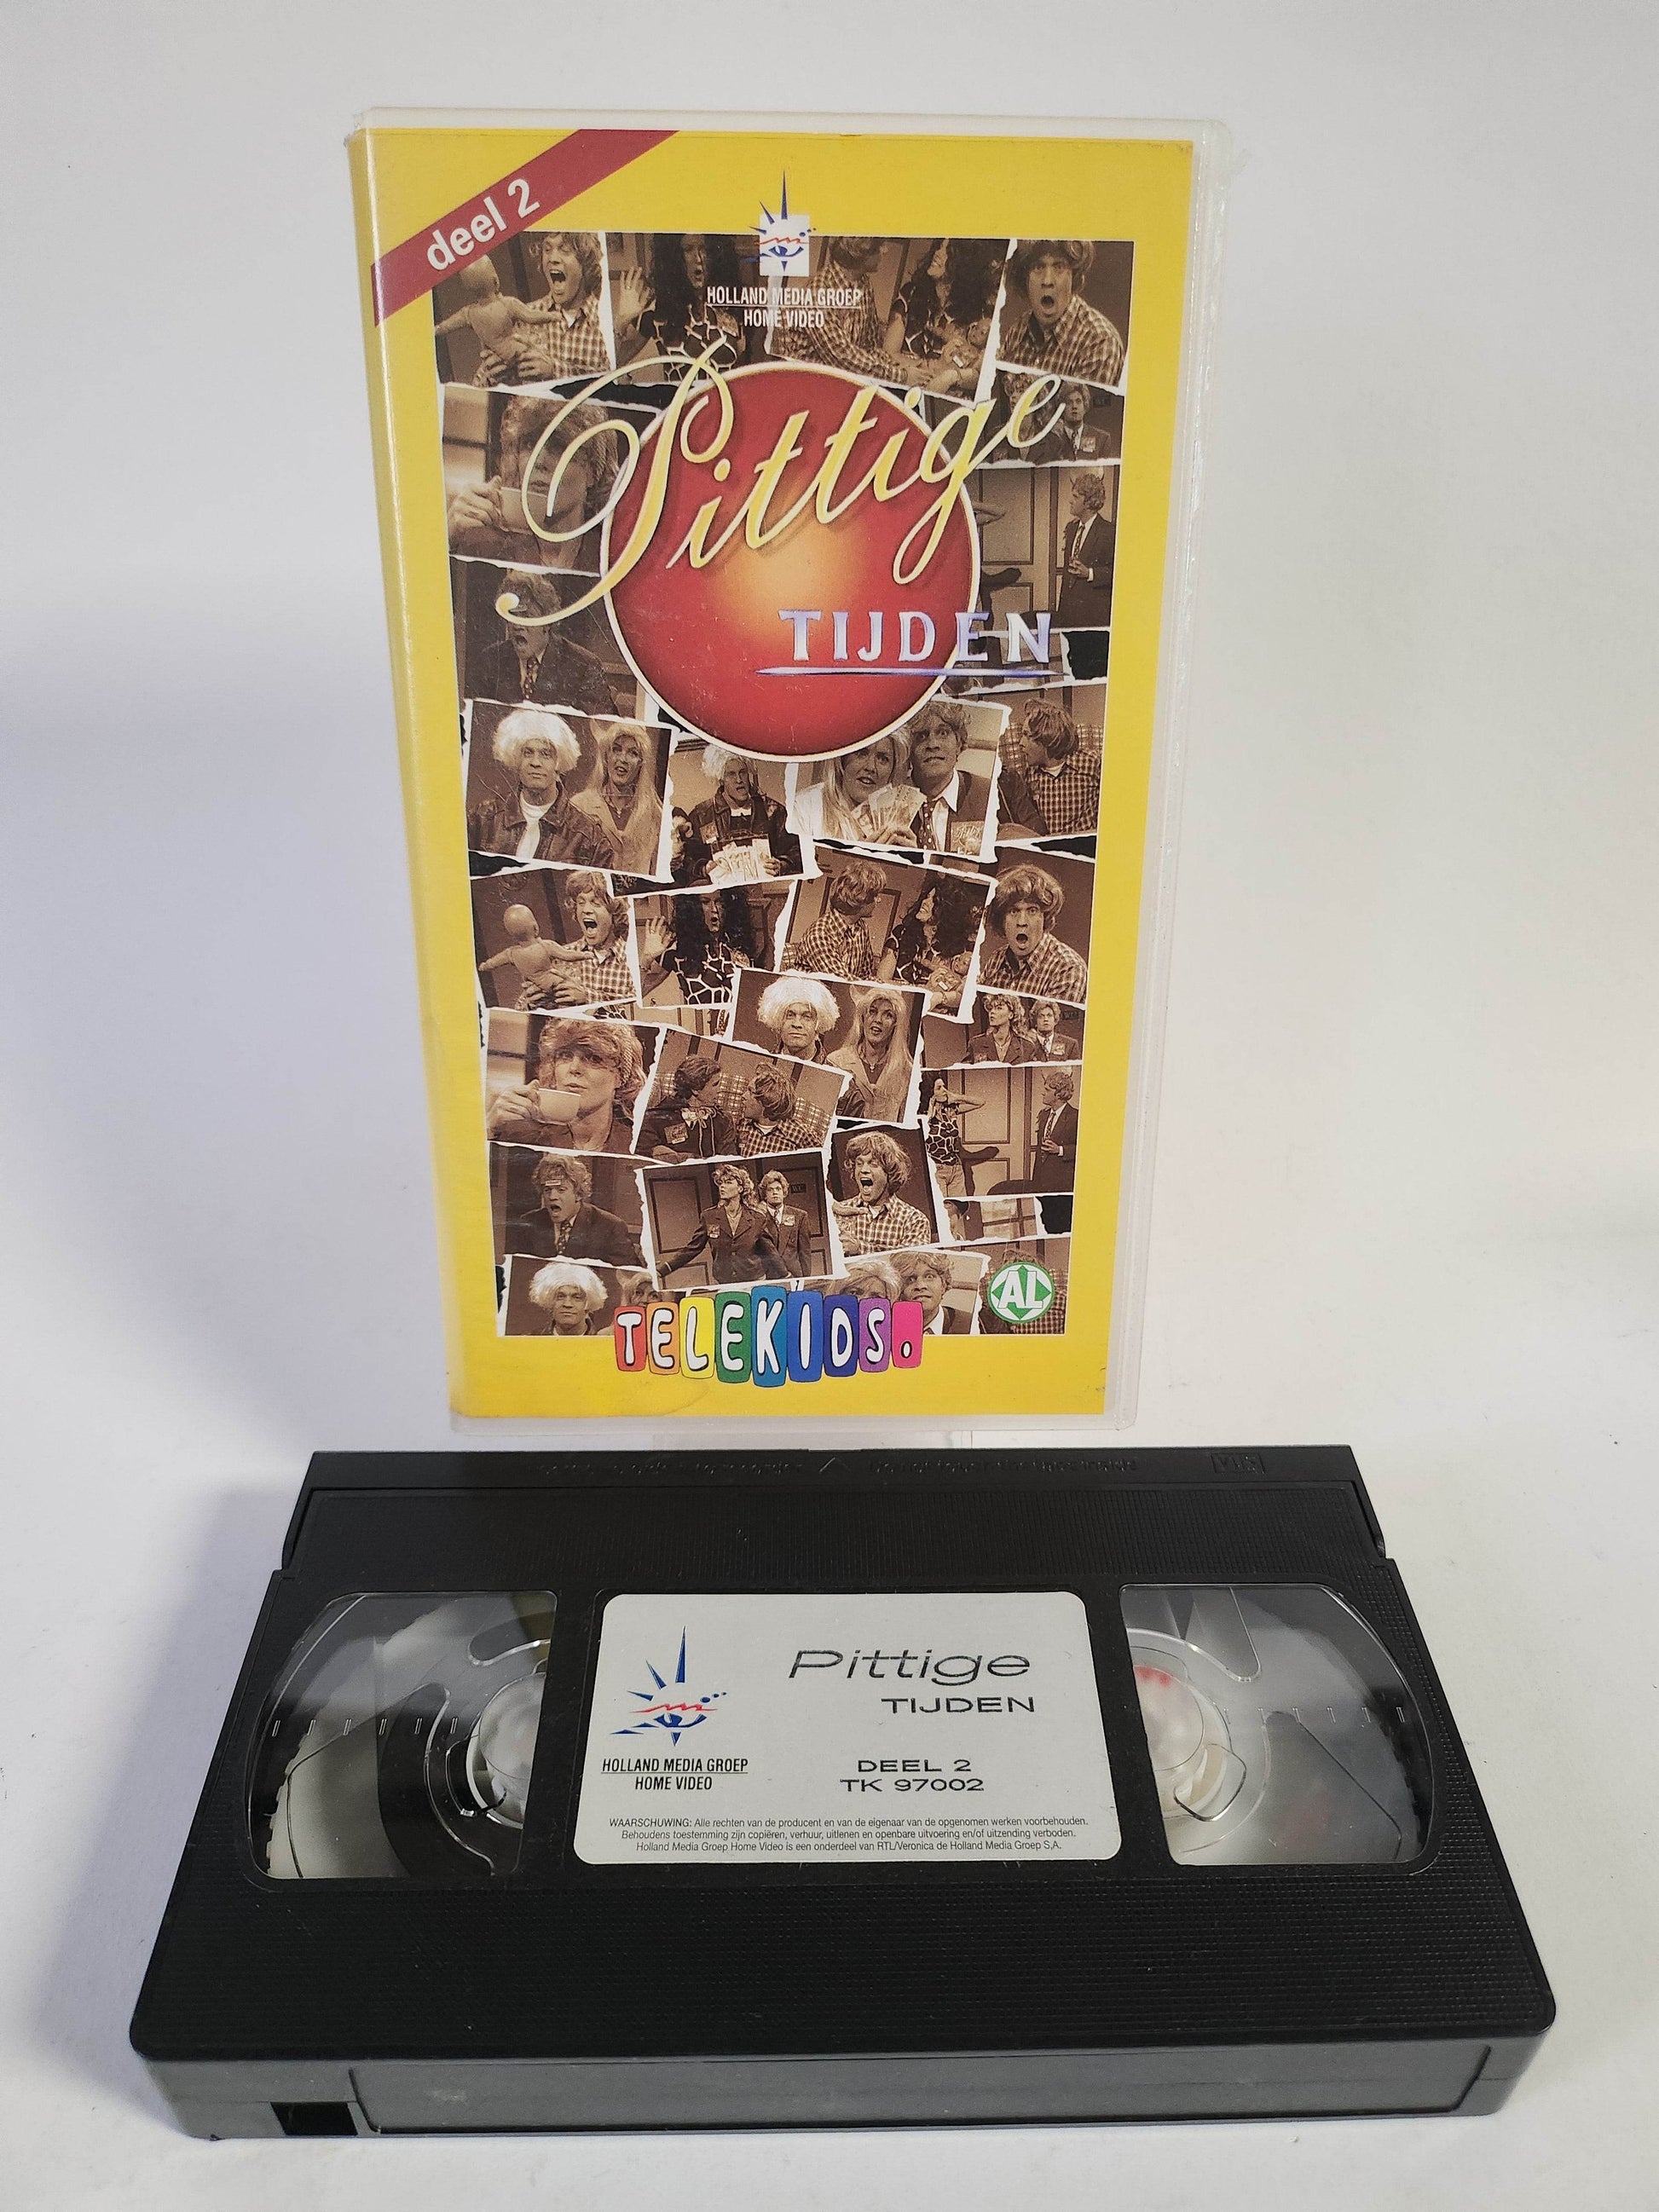 deel 2
HOLLAND MEDIA GROEP
HOME VIDEO
Pittige
TIJDEN
TELEKIDS.
AL
VHS
Pittige
TIJDEN
HOLLAND MEDIA GROEP
HOME VIDEO
DEEL 2
TK 97002
WAARSCHUWING: Alle rechten van de producent en van de eigenaar van de opgenomen werken voorbehouden.
Behoudens toestemming zijn copiëren, verhuur, uitlenen en openbare uitvoering en/of uitzending verboden.
Holland Media Groep Home Video is een onderdeel van RTL/Veronica de Holland Media Groep S.A.